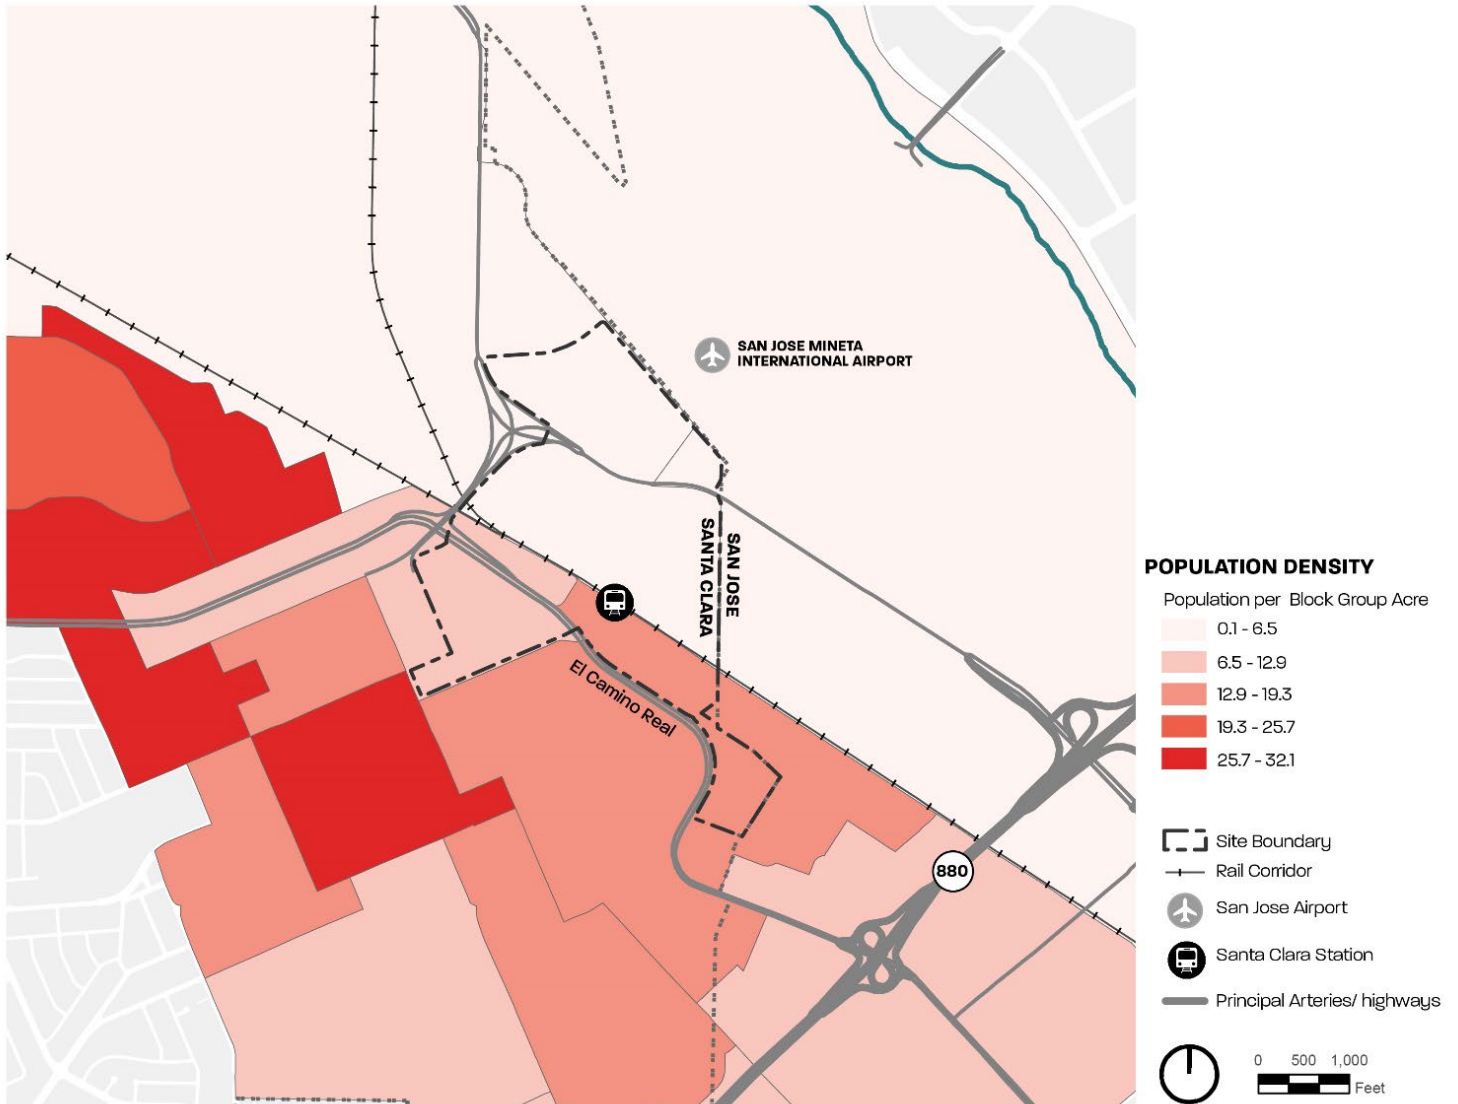 SAN JOSE MINETA
INTERNATIONAL AIRPORT
SAN JOSE
SANTA CLARA
El Camino Real
880
POPULATION DENSITY
Population per Block Group Acre
0.1 - 6.5
6.5 - 12.9
12.9 - 19.3
19.3 - 25.7
25.7 - 32.1
Site Boundary
Rail Corridor
San Jose Airport
Santa Clara Station
Principal Arteries/ highways
0 500 1,000
Feet